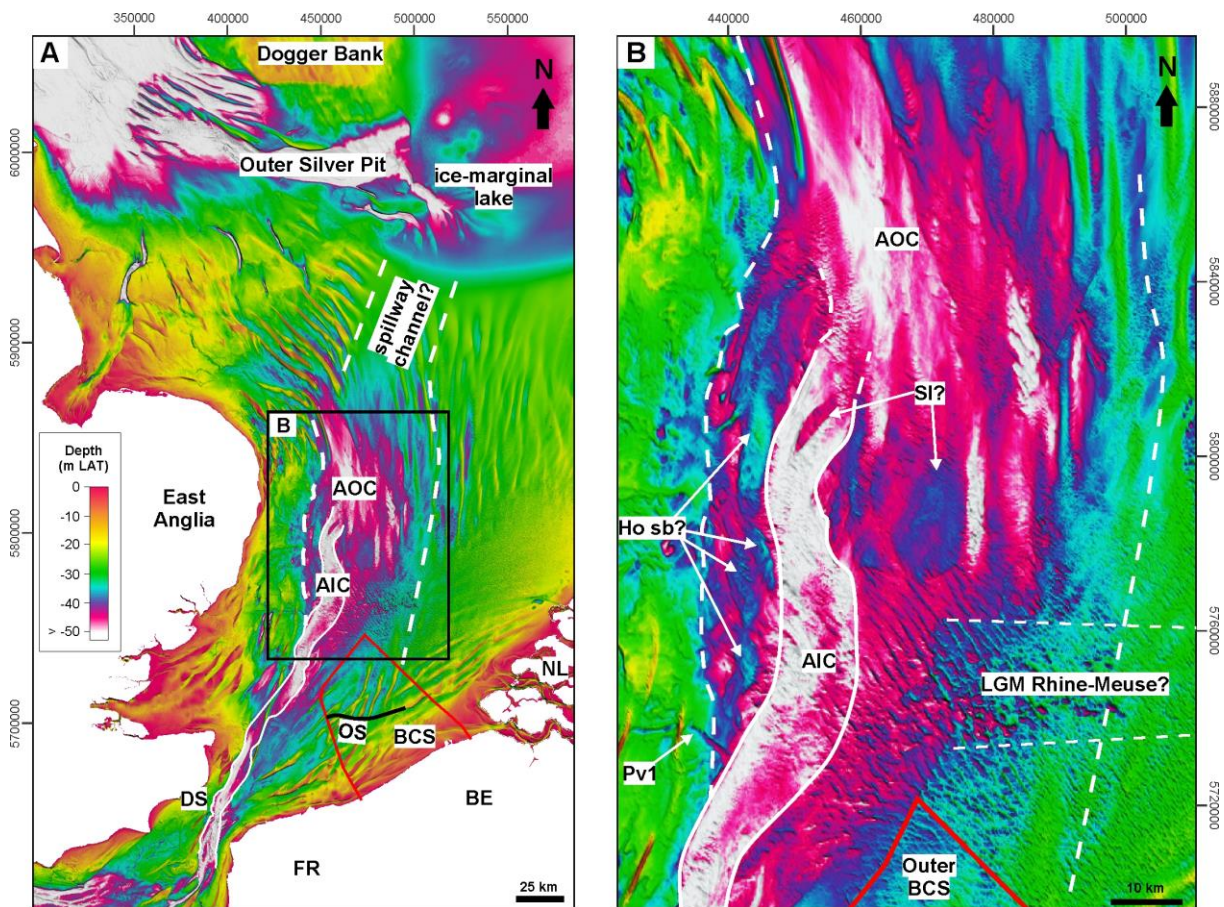 350000 400000 450000 500000 550000
A
Dogger Bank
N
6000000
Outer Silver Pit
ice-marginal
lake
spillway
channel?
5900000
B
Depth
(m LAT)
0
-10
-20
-30
-40
> -50
East
Anglia
AOC
5800000
AIC
NL
5700000
OS
BCS
DS
BE
FR
25 km
440000 460000 480000 500000
B
N
5880000
AOC
5840000
SI?
5800000
Ho sb?
5760000
AIC
LGM Rhine-Meuse?
Pv1
5720000
Outer
BCS
10 km